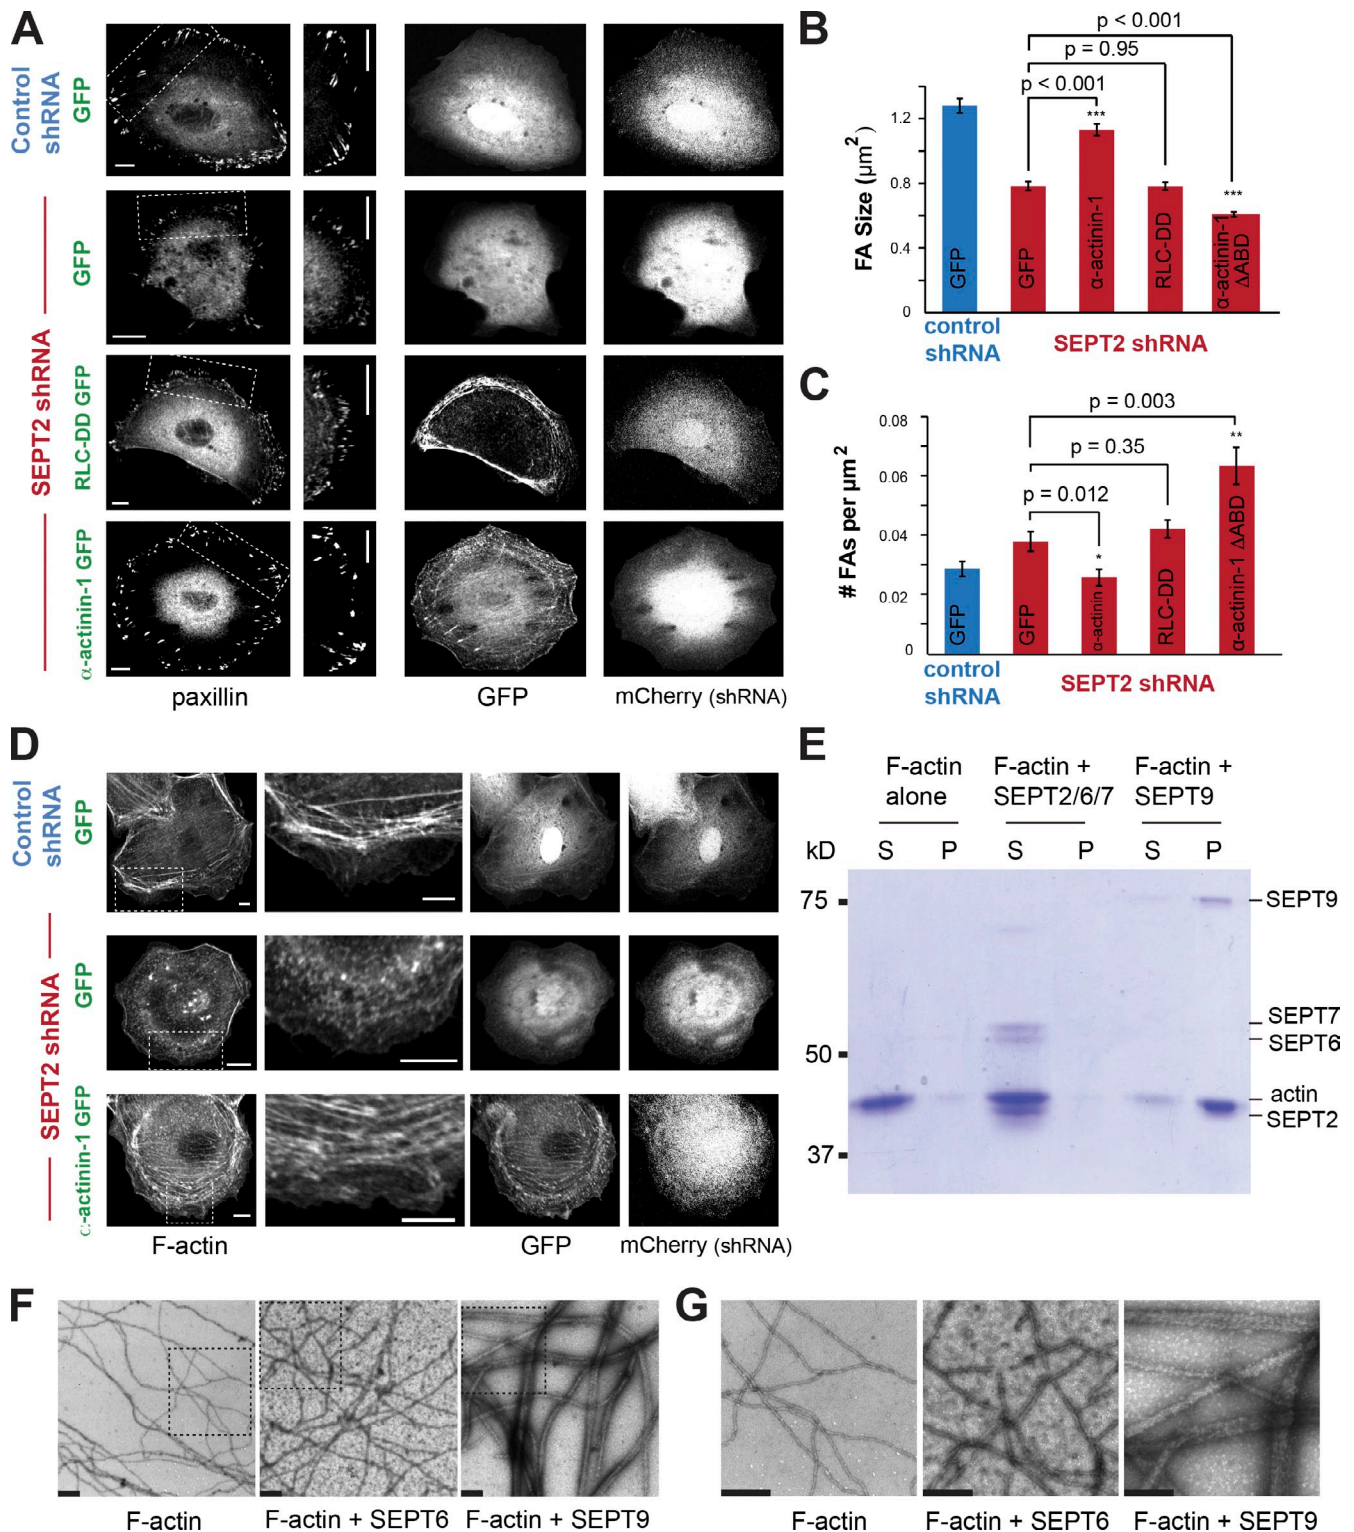 A
Control
shRNA
GFP
SEPT2 shRNA
GFP
RLC-DD GFP
α-actinin-1 GFP
paxillin
GFP
mCherry (shRNA)
B
FA Size (μm²)
1.2
0.8
0.4
0
p < 0.001
p = 0.95
p < 0.001
***
***
GFP
GFP
α-actinin-1
RLC-DD
α-actinin-1
ΔABD
control
shRNA
SEPT2 shRNA
C
# FAs per μm²
0.08
0.06
0.04
0.02
0
p = 0.003
p = 0.35
p = 0.012
*
**
GFP
GFP
α-actinin
RLC-DD
α-actinin-1 ΔABD
control
shRNA
SEPT2 shRNA
D
Control
shRNA
GFP
SEPT2 shRNA
GFP
α-actinin-1 GFP
F-actin
GFP
mCherry (shRNA)
E
F-actin
alone
F-actin +
SEPT2/6/7
F-actin +
SEPT9
kD
S
P
S
P
S
P
75
50
37
SEPT9
SEPT7
SEPT6
actin
SEPT2
F
F-actin
F-actin + SEPT6
F-actin + SEPT9
G
F-actin
F-actin + SEPT6
F-actin + SEPT9